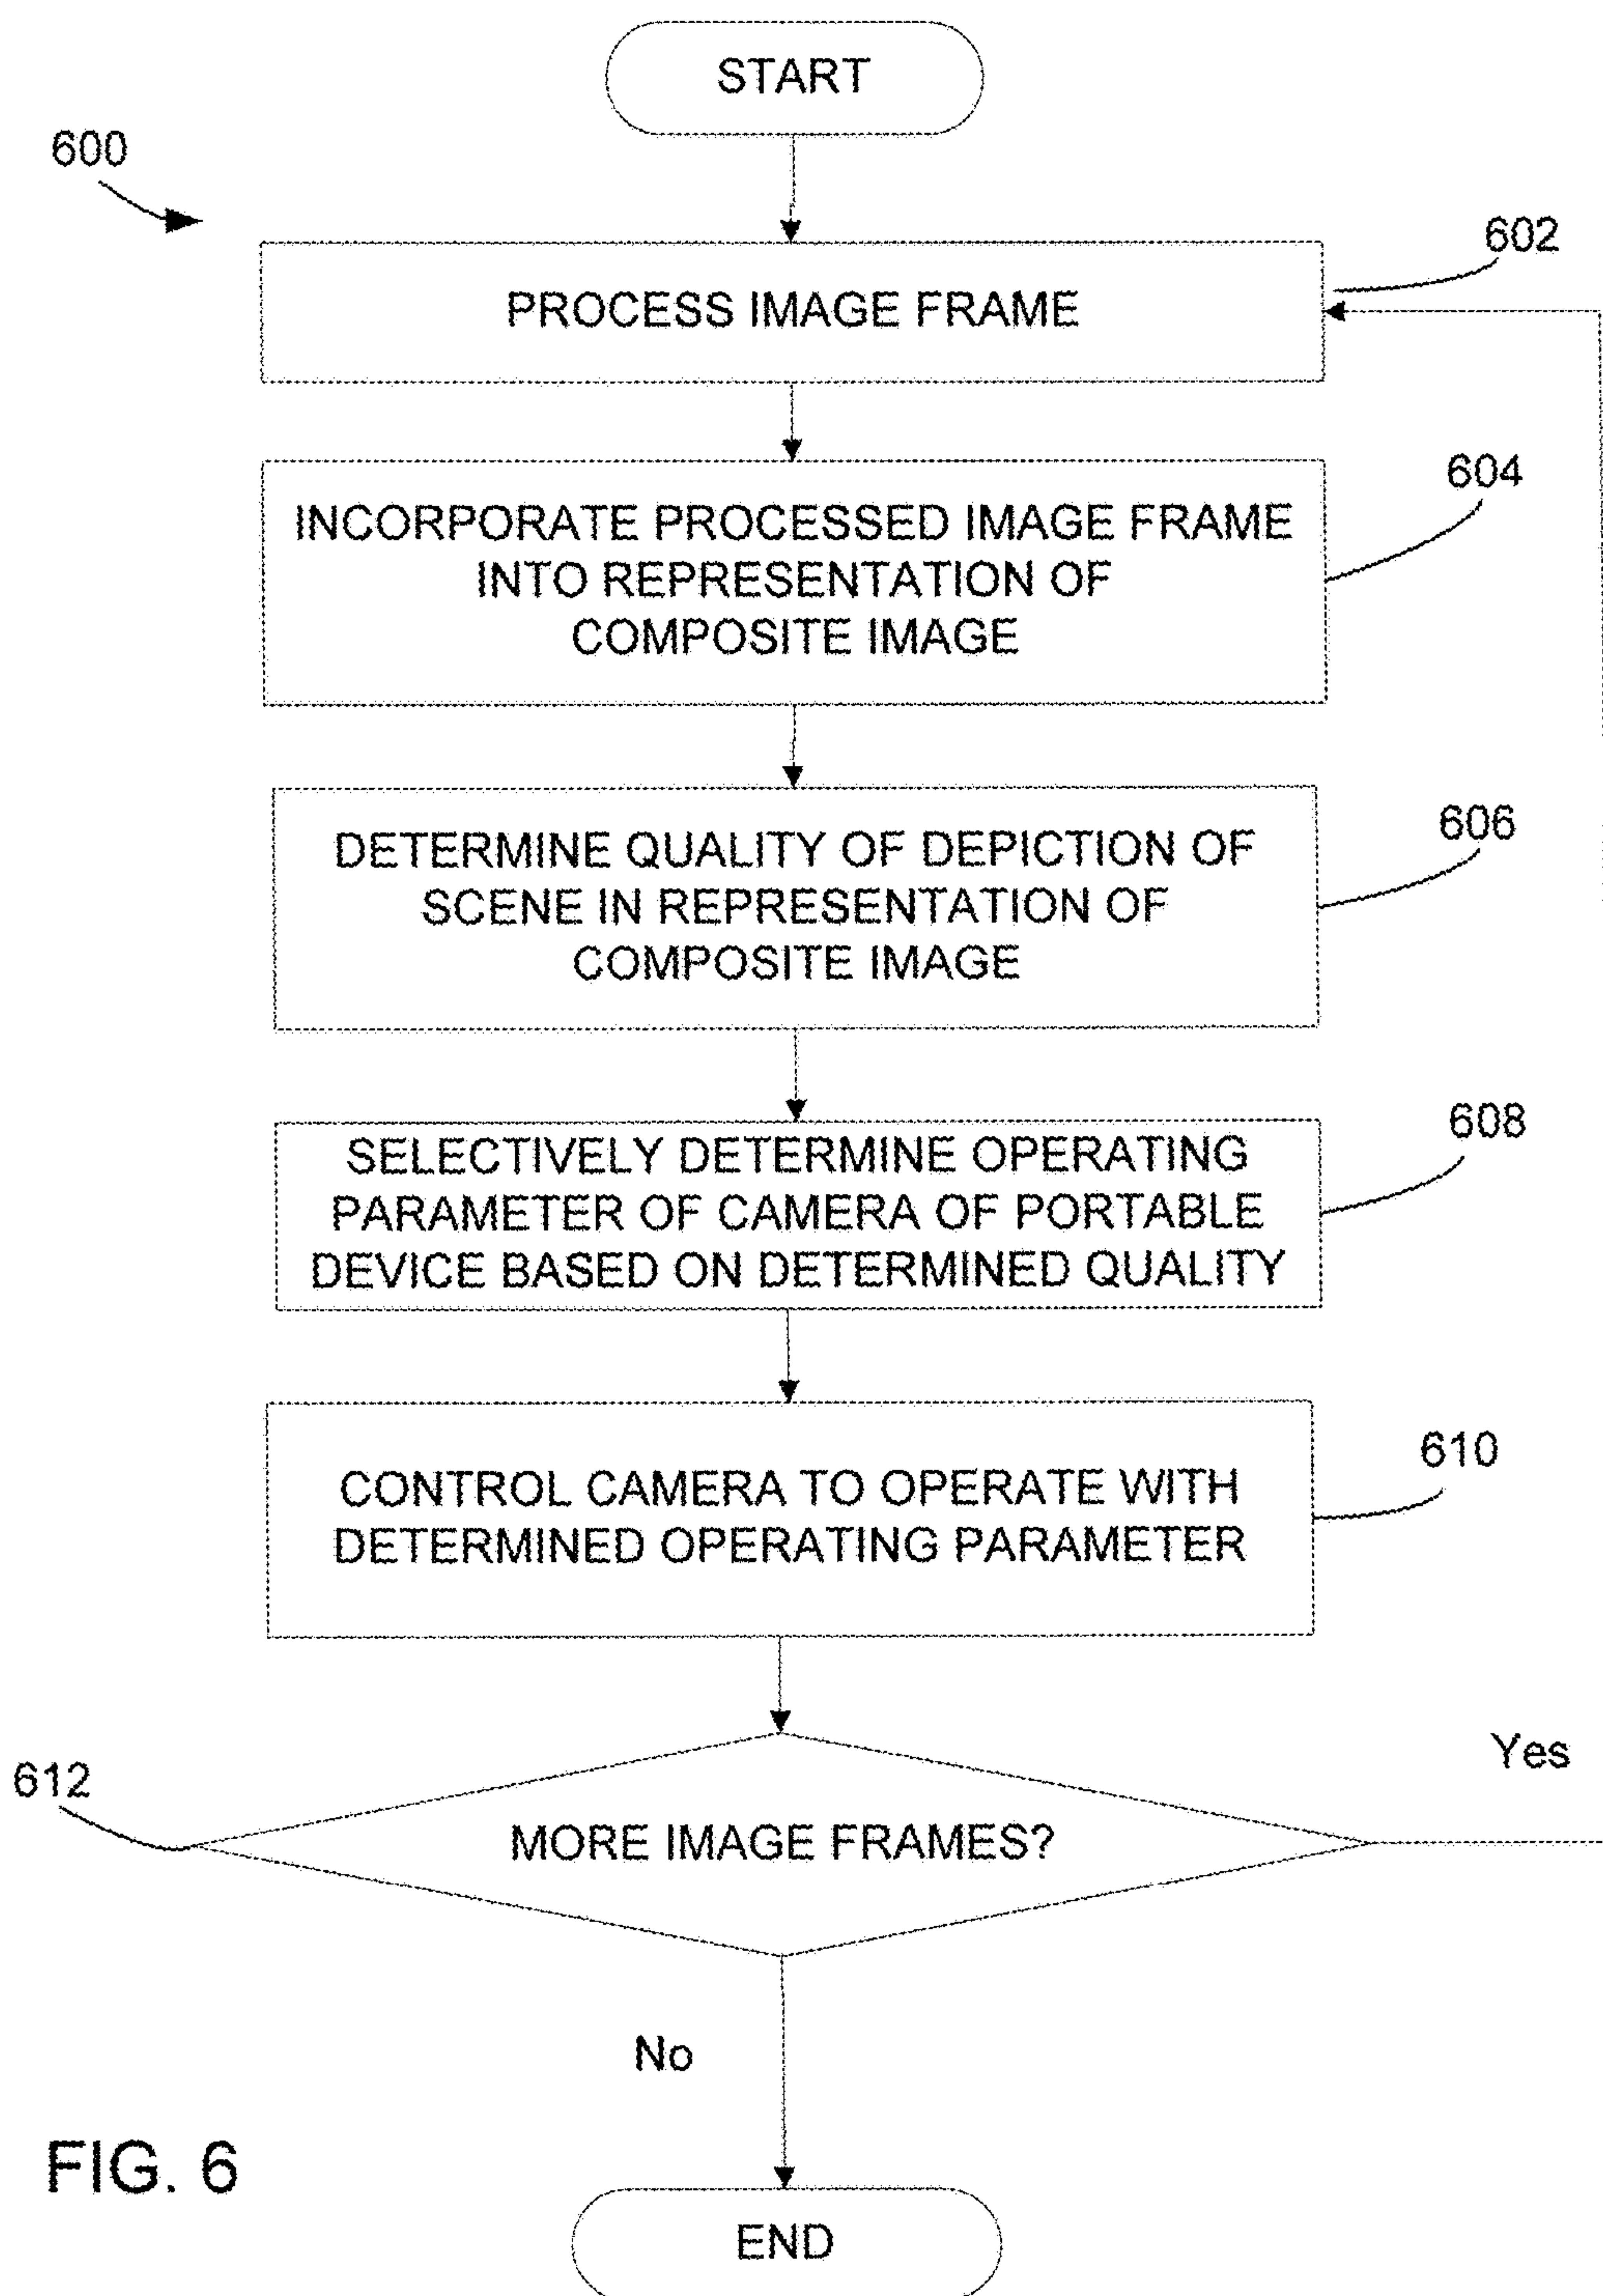 START
600
602
PROCESS IMAGE FRAME
604
INCORPORATE PROCESSED IMAGE FRAME
INTO REPRESENTATION OF
COMPOSITE IMAGE
606
DETERMINE QUALITY OF DEPICTION OF
SCENE IN REPRESENTATION OF
COMPOSITE IMAGE
608
SELECTIVELY DETERMINE OPERATING
PARAMETER OF CAMERA OF PORTABLE
DEVICE BASED ON DETERMINED QUALITY
610
CONTROL CAMERA TO OPERATE WITH
DETERMINED OPERATING PARAMETER
Yes
612
MORE IMAGE FRAMES?
No
FIG. 6
END